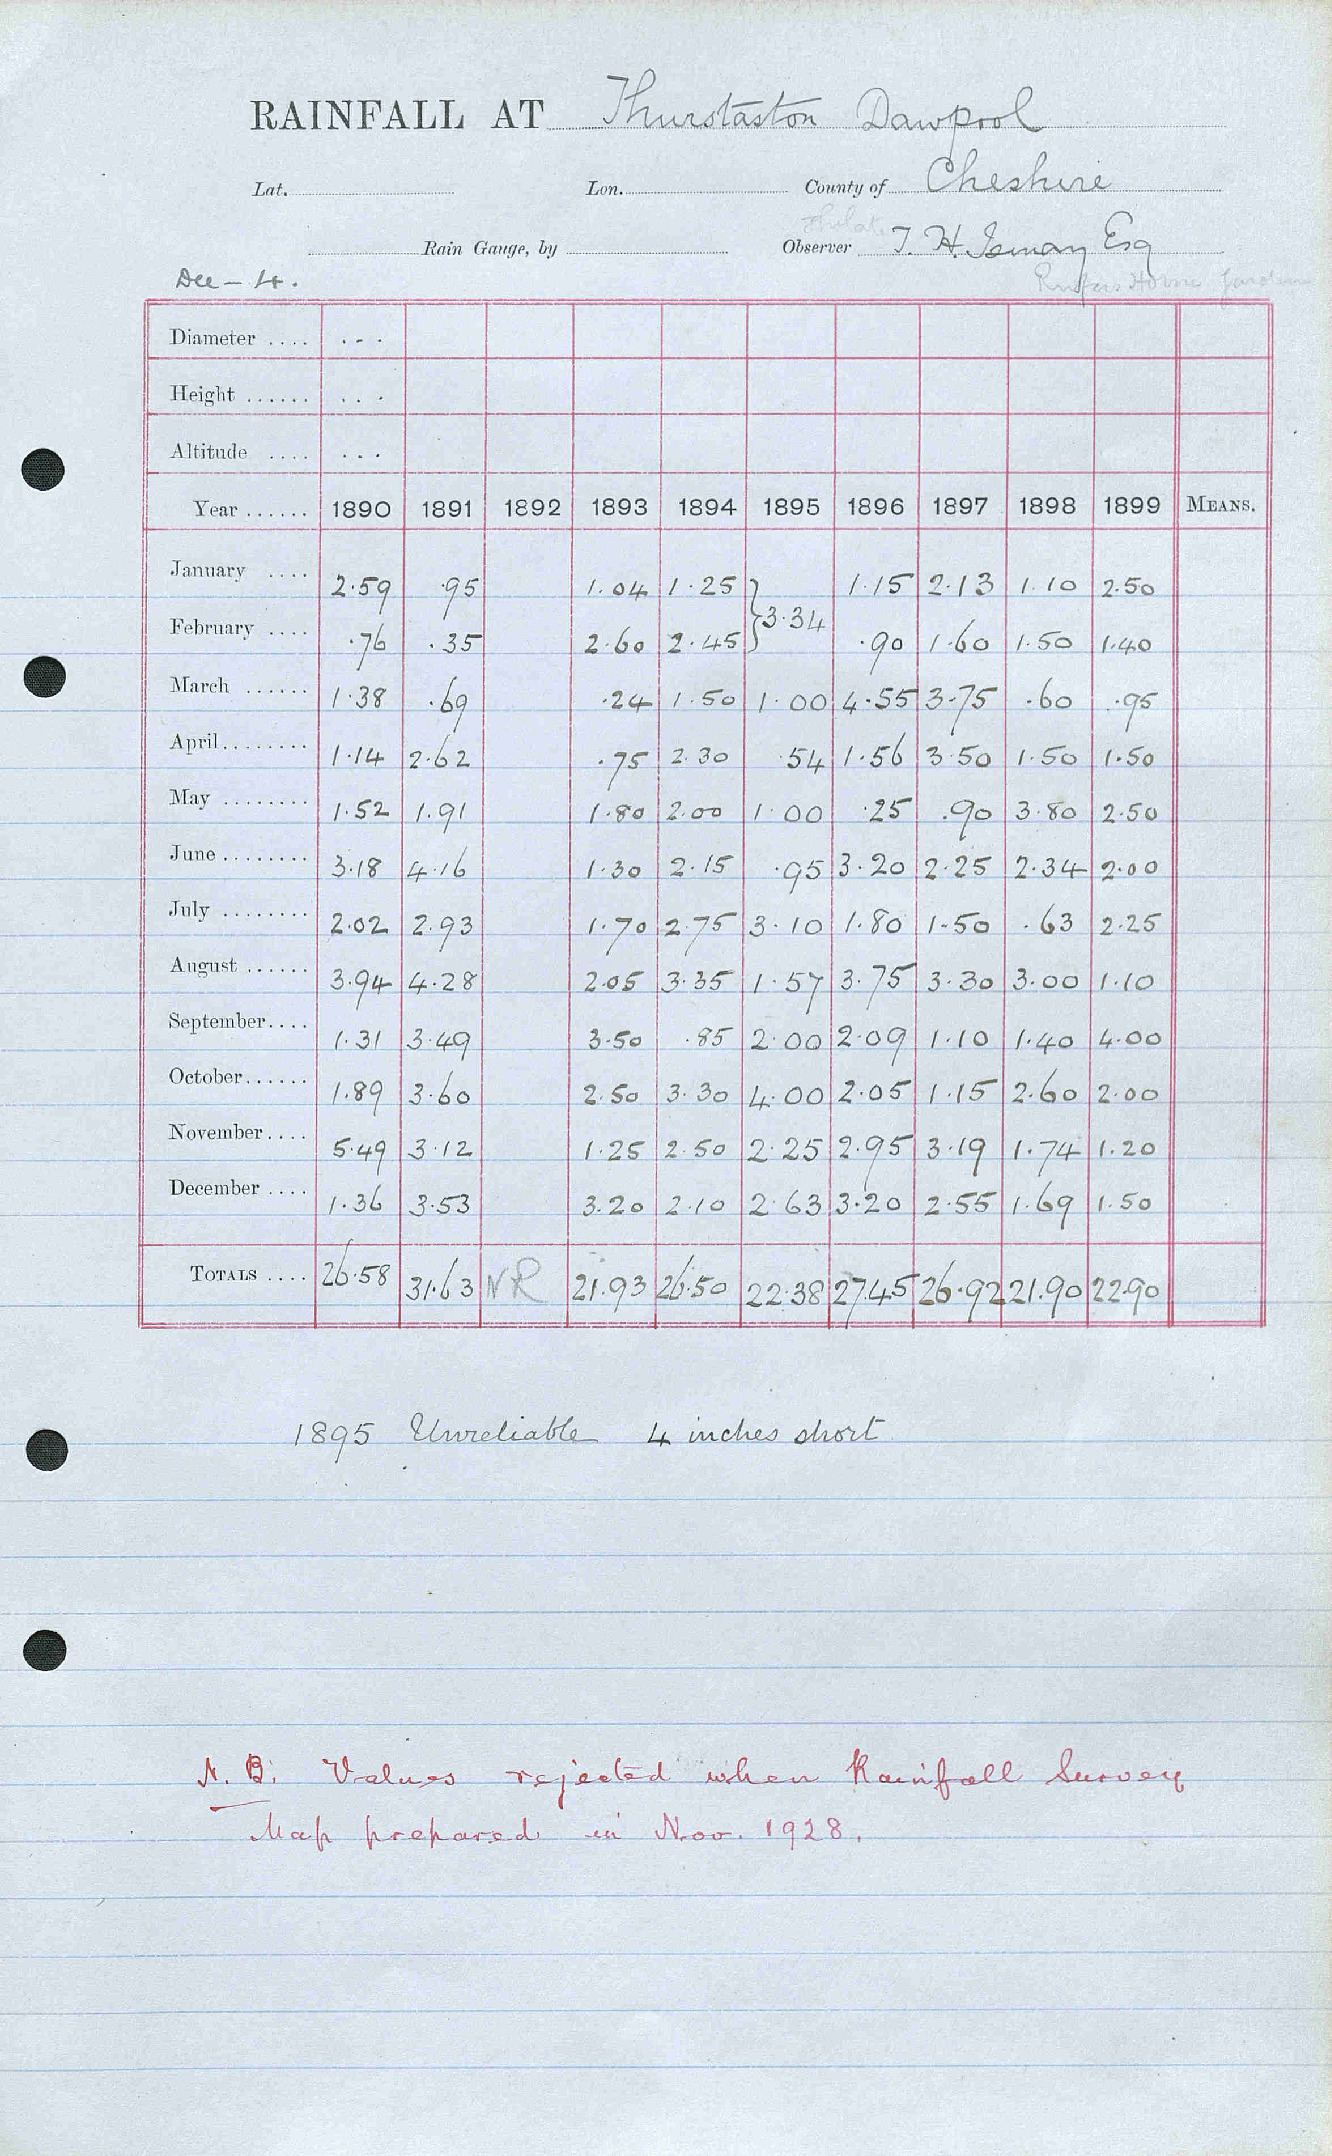 RAINFALL AT Thurstaston Dawpool
Lat. Lon. County of Cheshire
Rain Gauge, by Observer T. H. Ismay Esq
Dec – 14.
Diameter .... ...
Height ...... ...
Altitude .... ...
Year ...... 1890 1891 1892 1893 1894 1895 1896 1897 1898 1899 MEANS.
January .... 2.59 .95 1.04 1.25 } 3.34 1.15 2.13 1.10 2.50
February .... .76 .35 2.60 2.45 .90 1.60 1.50 1.40
March ...... 1.38 .69 .24 1.50 1.00 4.55 3.75 .60 .95
April........ 1.14 2.62 .75 2.30 .54 1.56 3.50 1.50 1.50
May ........ 1.52 1.91 1.80 2.00 1.00 .25 .90 3.80 2.50
June ........ 3.18 4.16 1.30 2.15 .95 3.20 2.25 2.34 2.00
July ........ 2.02 2.93 1.70 2.75 3.10 1.80 1.50 .63 2.25
August ...... 3.94 4.28 2.05 3.35 1.57 3.75 3.30 3.00 1.10
September.... 1.31 3.49 3.50 .85 2.00 2.09 1.10 1.40 4.00
October...... 1.89 3.60 2.50 3.30 4.00 2.05 1.15 2.60 2.00
November.... 5.49 3.12 1.25 2.50 2.25 2.95 3.19 1.74 1.20
December .... 1.36 3.53 3.20 2.10 2.63 3.20 2.55 1.69 1.50
TOTALS .... 26.58 31.63 NR 21.93 26.50 22.38 27.45 26.92 21.90 22.90
1895 Unreliable 4 inches short
N. B. Values rejected when Rainfall Survey
Map prepared in Nov. 1928.